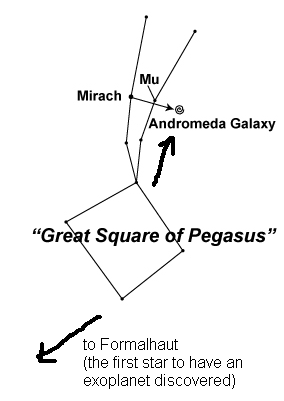 Mu
Mirach
Andromeda Galaxy
“Great Square of Pegasus”
to Formalhaut
(the first star to have an
exoplanet discovered)